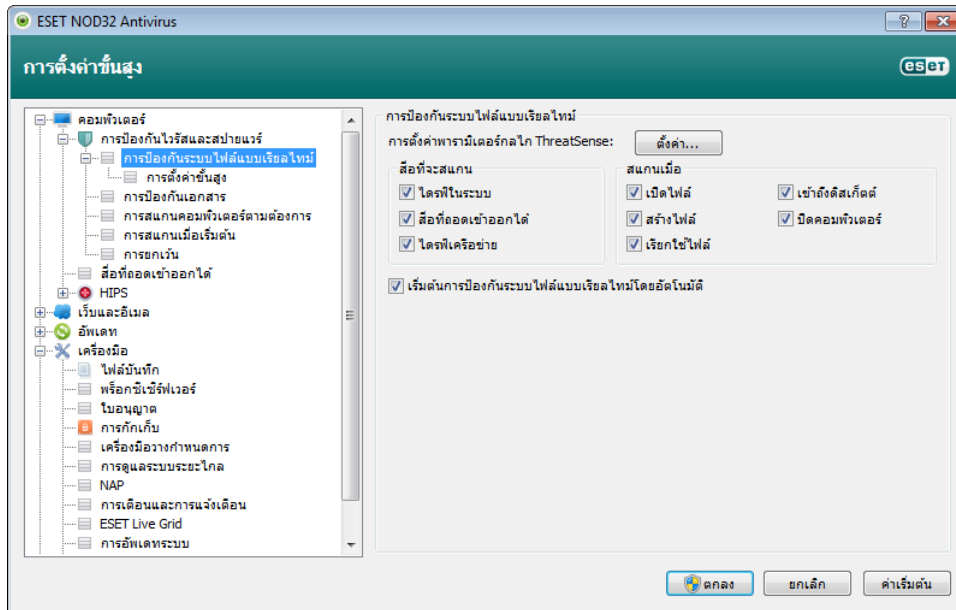 ESET NOD32 Antivirus
การตั้งค่าขั้นสูง
eset
คอมพิวเตอร์
การป้องกันไวรัสและสปายแวร์
การป้องกันระบบไฟล์แบบเรียลไทม์
การตั้งค่าขั้นสูง
การป้องกันเอกสาร
การสแกนคอมพิวเตอร์ตามต้องการ
การสแกนเมื่อเริ่มต้น
การยกเว้น
สื่อที่ถอดเข้าออกได้
HIPS
เว็บและอีเมล
อัพเดท
เครื่องมือ
ไฟล์บันทึก
พร็อกซิเซิร์ฟเวอร์
ใบอนุญาต
การกักเก็บ
เครื่องมือวางกำหนดการ
การดูแลระบบระยะไกล
NAP
การเตือนและการแจ้งเตือน
ESET Live Grid
การอัพเดทระบบ
การป้องกันระบบไฟล์แบบเรียลไทม์
การตั้งค่าพารามิเตอร์กลไก ThreatSense: ตั้งค่า...
สื่อที่จะสแกน
ไดรฟ์ในระบบ
สื่อที่ถอดเข้าออกได้
ไดรฟ์เครือข่าย
สแกนเมื่อ
เปิดไฟล์ เข้าถึงดิสเก็ตต์
สร้างไฟล์ ปิดคอมพิวเตอร์
เรียกใช้ไฟล์
เริ่มต้นการป้องกันระบบไฟล์แบบเรียลไทม์โดยอัตโนมัติ
ตกลง ยกเลิก ค่าเริ่มต้น